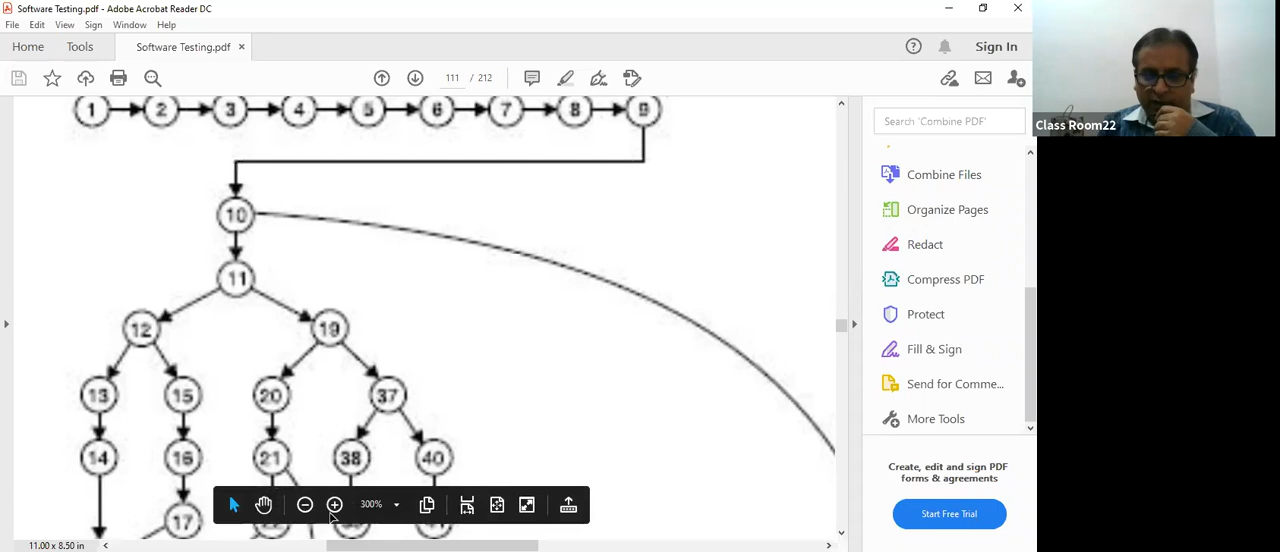 Software Testing.pdf - Adobe Acrobat Reader DC
File Edit View Sign Window Help
Home Tools Software Testing.pdf ×
Sign In
111 / 212
1 2 3 4 5 6 7 8 9
10
11
12 19
13 15 20 37
14 16 21 38 40
17
300%
11.00 x 8.50 in
Search 'Combine PDF'
Combine Files
Organize Pages
Redact
Compress PDF
Protect
Fill & Sign
Send for Comme...
More Tools
Create, edit and sign PDF
forms & agreements
Start Free Trial
Class Room22